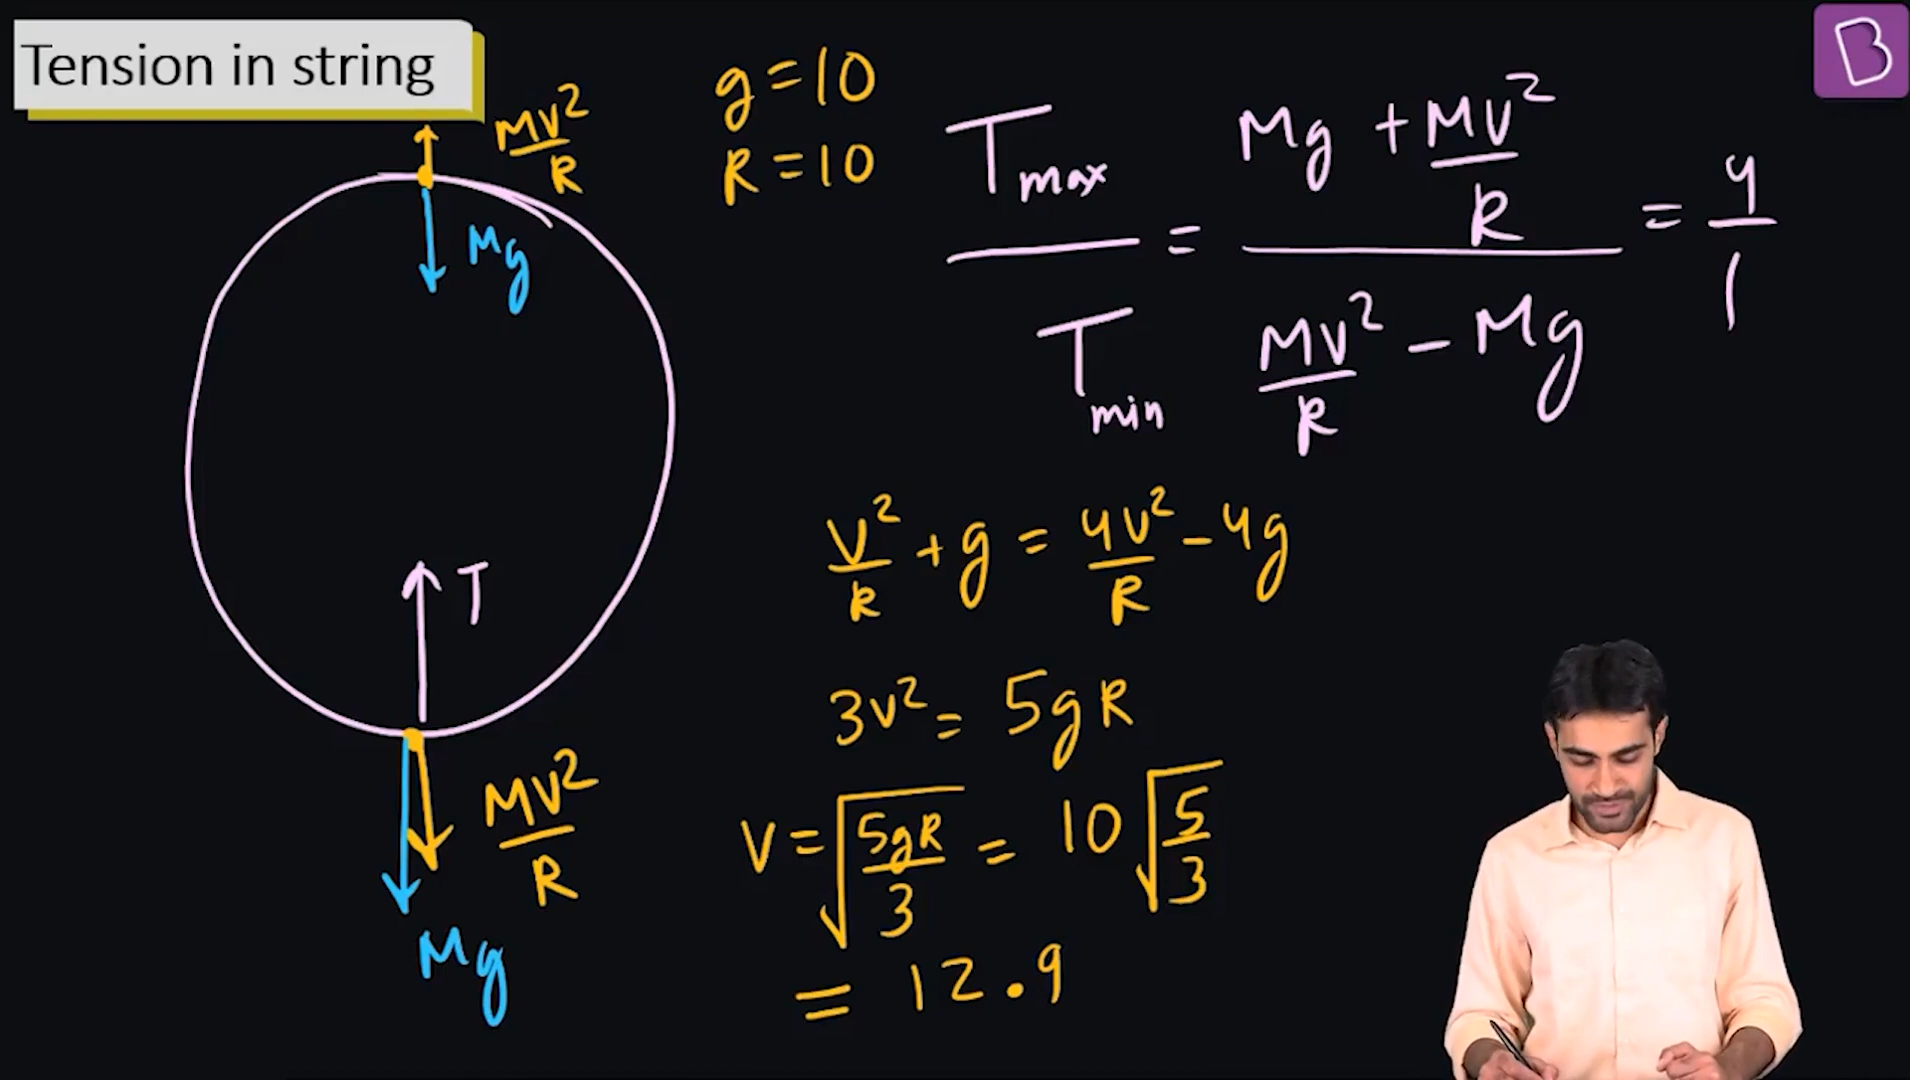 Tension in string
B
MV²/R
Mg
T
MV²/R
Mg
g = 10
R = 10
Tmax/Tmin = (Mg + MV²/R)/(MV²/R - Mg) = 4/1
V²/R + g = 4V²/R - 4g
3V² = 5gR
V = √(5gR/3) = 10√(5/3)
= 12.9